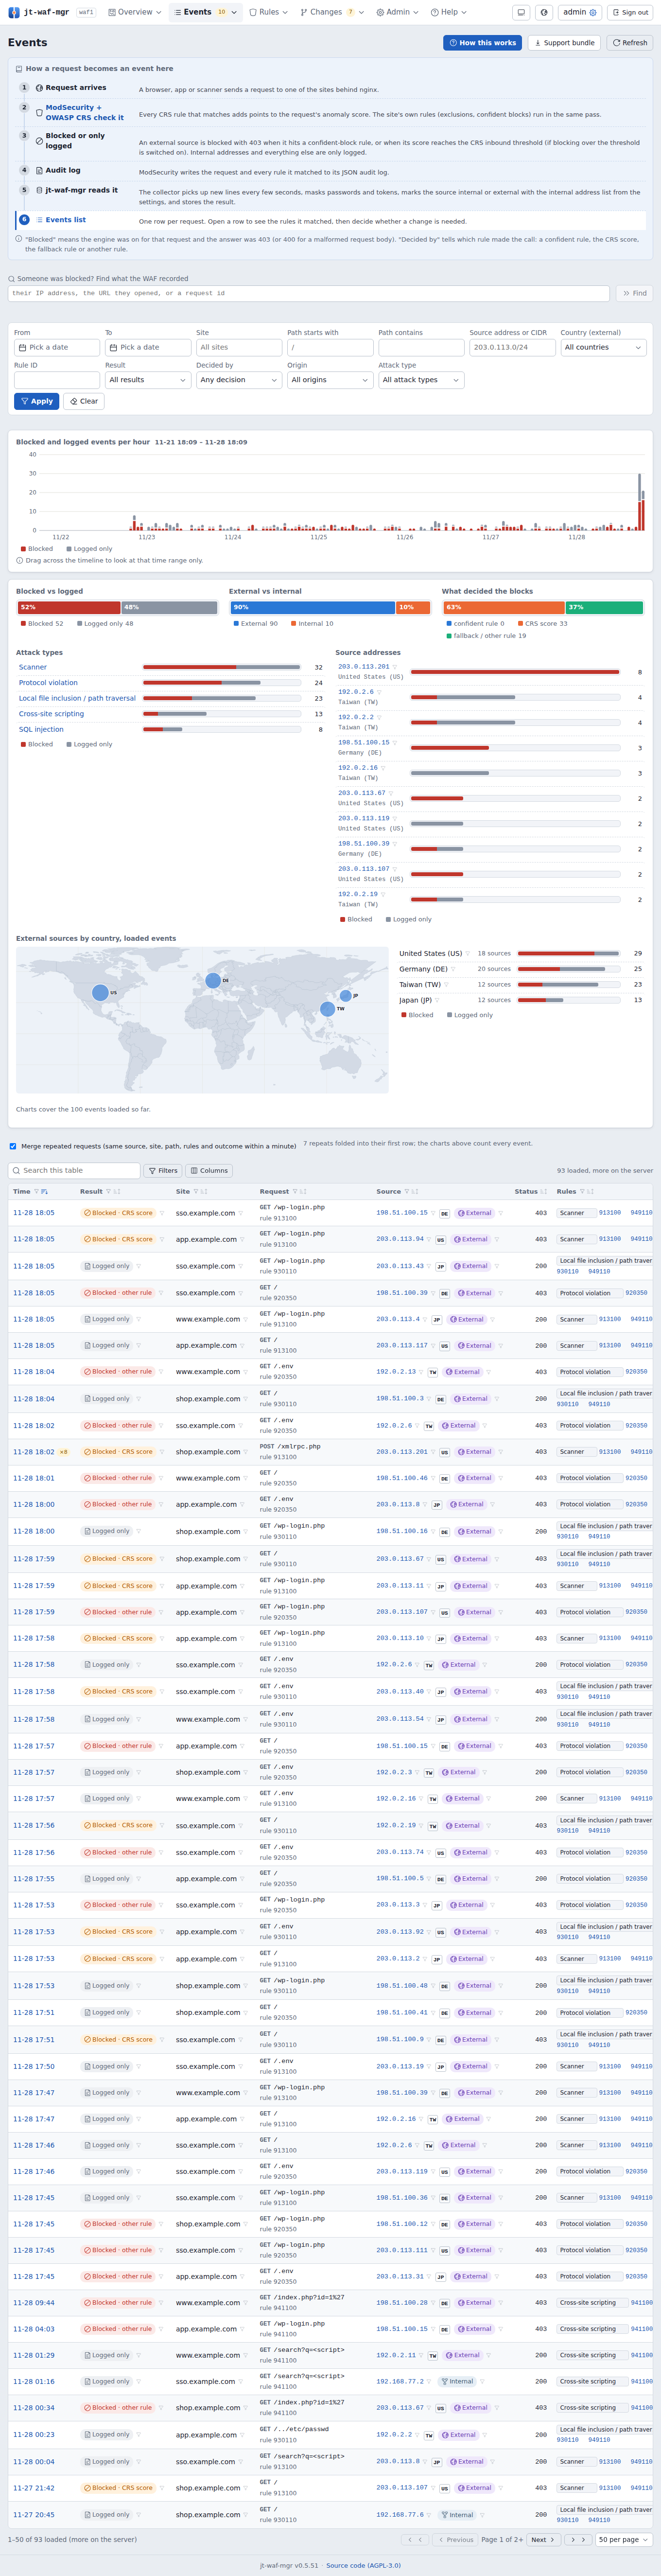 jt-waf-mgr waf1 Overview Events 10 Rules Changes 7 Admin Help admin Sign out
Events
How this works Support bundle Refresh
How a request becomes an event here
1 Request arrives A browser, app or scanner sends a request to one of the sites behind nginx.
2 ModSecurity + OWASP CRS check it Every CRS rule that matches adds points to the request's anomaly score. The site's own rules (exclusions, confident blocks) run in the same pass.
3 Blocked or only logged An external source is blocked with 403 when it hits a confident-block rule, or when its score reaches the CRS inbound threshold (if blocking over the threshold is switched on). Internal addresses and everything else are only logged.
4 Audit log ModSecurity writes the request and every rule it matched to its JSON audit log.
5 jt-waf-mgr reads it The collector picks up new lines every few seconds, masks passwords and tokens, marks the source internal or external with the internal address list from the settings, and stores the result.
6 Events list One row per request. Open a row to see the rules it matched, then decide whether a change is needed.
"Blocked" means the engine was on for that request and the answer was 403 (or 400 for a malformed request body). "Decided by" tells which rule made the call: a confident rule, the CRS score, the fallback rule or another rule.
Someone was blocked? Find what the WAF recorded
their IP address, the URL they opened, or a request id Find
From To Site Path starts with Path contains Source address or CIDR Country (external)
Pick a date Pick a date All sites / 203.0.113.0/24 All countries
Rule ID Result Decided by Origin Attack type
All results Any decision All origins All attack types
Apply Clear
Blocked and logged events per hour 11-21 18:09 – 11-28 18:09
40
30
20
10
0
11/22 11/23 11/24 11/25 11/26 11/27 11/28
Blocked Logged only
Drag across the timeline to look at that time range only.
Blocked vs logged External vs internal What decided the blocks
52% 48% 90% 10% 63% 37%
Blocked 52 Logged only 48 External 90 Internal 10 confident rule 0 CRS score 33
fallback / other rule 19
Attack types
Scanner 32
Protocol violation 24
Local file inclusion / path traversal 23
Cross-site scripting 13
SQL injection 8
Blocked Logged only
Source addresses
203.0.113.201 United States (US) 8
192.0.2.6 Taiwan (TW) 4
192.0.2.2 Taiwan (TW) 4
198.51.100.15 Germany (DE) 3
192.0.2.16 Taiwan (TW) 3
203.0.113.67 United States (US) 2
203.0.113.119 United States (US) 2
198.51.100.39 Germany (DE) 2
203.0.113.107 United States (US) 2
192.0.2.19 Taiwan (TW) 2
Blocked Logged only
External sources by country, loaded events
US DE JP TW
United States (US) 18 sources 29
Germany (DE) 20 sources 25
Taiwan (TW) 12 sources 23
Japan (JP) 12 sources 13
Blocked Logged only
Charts cover the 100 events loaded so far.
Merge repeated requests (same source, site, path, rules and outcome within a minute) 7 repeats folded into their first row; the charts above count every event.
Search this table Filters Columns 93 loaded, more on the server
Time Result Site Request Source Status Rules
11-28 18:05 Blocked · CRS score sso.example.com GET /wp-login.php rule 913100 198.51.100.15 DE External 403 Scanner 913100 949110
11-28 18:05 Blocked · CRS score app.example.com GET / rule 913100 203.0.113.94 US External 403 Scanner 913100 949110
11-28 18:05 Logged only sso.example.com GET /wp-login.php rule 930110 203.0.113.43 JP External 200 Local file inclusion / path traver 930110 949110
11-28 18:05 Blocked · other rule sso.example.com GET / rule 920350 198.51.100.39 DE External 403 Protocol violation 920350
11-28 18:05 Logged only www.example.com GET /wp-login.php rule 913100 203.0.113.4 JP External 200 Scanner 913100 949110
11-28 18:05 Logged only app.example.com GET / rule 913100 203.0.113.117 US External 200 Scanner 913100 949110
11-28 18:04 Blocked · other rule www.example.com GET /.env rule 920350 192.0.2.13 TW External 403 Protocol violation 920350
11-28 18:04 Logged only shop.example.com GET / rule 930110 198.51.100.3 DE External 200 Local file inclusion / path traver 930110 949110
11-28 18:02 Blocked · other rule sso.example.com GET /.env rule 920350 192.0.2.6 TW External 403 Protocol violation 920350
11-28 18:02 ×8 Blocked · CRS score shop.example.com POST /xmlrpc.php rule 913100 203.0.113.201 US External 403 Scanner 913100 949110
11-28 18:01 Blocked · other rule www.example.com GET / rule 920350 198.51.100.46 DE External 403 Protocol violation 920350
11-28 18:00 Blocked · other rule app.example.com GET /.env rule 920350 203.0.113.8 JP External 403 Protocol violation 920350
11-28 18:00 Logged only shop.example.com GET /wp-login.php rule 930110 198.51.100.16 DE External 200 Local file inclusion / path traver 930110 949110
11-28 17:59 Blocked · CRS score shop.example.com GET / rule 930110 203.0.113.67 US External 403 Local file inclusion / path traver 930110 949110
11-28 17:59 Blocked · CRS score app.example.com GET /wp-login.php rule 913100 203.0.113.11 JP External 403 Scanner 913100 949110
11-28 17:59 Blocked · other rule app.example.com GET /wp-login.php rule 920350 203.0.113.107 US External 403 Protocol violation 920350
11-28 17:58 Blocked · CRS score app.example.com GET /wp-login.php rule 913100 203.0.113.10 JP External 403 Scanner 913100 949110
11-28 17:58 Logged only sso.example.com GET /.env rule 920350 192.0.2.6 TW External 200 Protocol violation 920350
11-28 17:58 Blocked · CRS score sso.example.com GET /.env rule 930110 203.0.113.40 JP External 403 Local file inclusion / path traver 930110 949110
11-28 17:58 Logged only www.example.com GET /.env rule 930110 203.0.113.54 JP External 200 Local file inclusion / path traver 930110 949110
11-28 17:57 Blocked · other rule app.example.com GET / rule 920350 198.51.100.15 DE External 403 Protocol violation 920350
11-28 17:57 Logged only shop.example.com GET / rule 920350 192.0.2.3 TW External 200 Protocol violation 920350
11-28 17:57 Logged only www.example.com GET /.env rule 913100 192.0.2.16 TW External 200 Scanner 913100 949110
11-28 17:56 Blocked · CRS score sso.example.com GET / rule 930110 192.0.2.19 TW External 403 Local file inclusion / path traver 930110 949110
11-28 17:56 Blocked · other rule sso.example.com GET /.env rule 920350 203.0.113.74 US External 403 Protocol violation 920350
11-28 17:55 Logged only app.example.com GET / rule 920350 198.51.100.5 DE External 200 Protocol violation 920350
11-28 17:53 Blocked · other rule sso.example.com GET /wp-login.php rule 920350 203.0.113.3 JP External 403 Protocol violation 920350
11-28 17:53 Blocked · CRS score app.example.com GET /.env rule 930110 203.0.113.92 US External 403 Local file inclusion / path traver 930110 949110
11-28 17:53 Blocked · CRS score app.example.com GET / rule 913100 203.0.113.2 JP External 403 Scanner 913100 949110
11-28 17:53 Logged only shop.example.com GET /wp-login.php rule 930110 198.51.100.48 DE External 200 Local file inclusion / path traver 930110 949110
11-28 17:51 Logged only shop.example.com GET / rule 920350 198.51.100.41 DE External 200 Protocol violation 920350
11-28 17:51 Blocked · CRS score sso.example.com GET / rule 930110 198.51.100.9 DE External 403 Local file inclusion / path traver 930110 949110
11-28 17:50 Logged only sso.example.com GET /.env rule 913100 203.0.113.19 JP External 200 Scanner 913100 949110
11-28 17:47 Logged only www.example.com GET /wp-login.php rule 913100 198.51.100.39 DE External 200 Scanner 913100 949110
11-28 17:47 Logged only app.example.com GET / rule 913100 192.0.2.16 TW External 200 Scanner 913100 949110
11-28 17:46 Logged only sso.example.com GET / rule 913100 192.0.2.6 TW External 200 Scanner 913100 949110
11-28 17:46 Logged only sso.example.com GET /.env rule 920350 203.0.113.119 US External 200 Protocol violation 920350
11-28 17:45 Logged only sso.example.com GET /wp-login.php rule 913100 198.51.100.36 DE External 200 Scanner 913100 949110
11-28 17:45 Blocked · other rule shop.example.com GET /wp-login.php rule 920350 198.51.100.12 DE External 403 Protocol violation 920350
11-28 17:45 Blocked · other rule sso.example.com GET /wp-login.php rule 920350 203.0.113.111 US External 403 Protocol violation 920350
11-28 17:45 Blocked · other rule app.example.com GET /.env rule 920350 203.0.113.31 JP External 403 Protocol violation 920350
11-28 09:44 Blocked · other rule www.example.com GET /index.php?id=1%27 rule 941100 198.51.100.28 DE External 403 Cross-site scripting 941100
11-28 04:03 Blocked · other rule app.example.com GET /wp-login.php rule 941100 198.51.100.15 DE External 403 Cross-site scripting 941100
11-28 01:29 Logged only www.example.com GET /search?q=<script> rule 941100 192.0.2.11 TW External 200 Cross-site scripting 941100
11-28 01:16 Logged only sso.example.com GET /search?q=<script> rule 941100 192.168.77.2 Internal 200 Cross-site scripting 941100
11-28 00:34 Blocked · other rule shop.example.com GET /index.php?id=1%27 rule 941100 203.0.113.67 US External 403 Cross-site scripting 941100
11-28 00:23 Logged only app.example.com GET /../etc/passwd rule 930110 192.0.2.2 TW External 200 Local file inclusion / path traver 930110 949110
11-28 00:04 Logged only sso.example.com GET /search?q=<script> rule 913100 203.0.113.8 JP External 200 Scanner 913100 949110
11-27 21:42 Blocked · CRS score shop.example.com GET / rule 913100 203.0.113.107 US External 403 Scanner 913100 949110
11-27 20:45 Logged only shop.example.com GET / rule 930110 192.168.77.6 Internal 200 Local file inclusion / path traver 930110 949110
1–50 of 93 loaded (more on the server) Previous Page 1 of 2+ Next 50 per page
jt-waf-mgr v0.5.51 · Source code (AGPL-3.0)